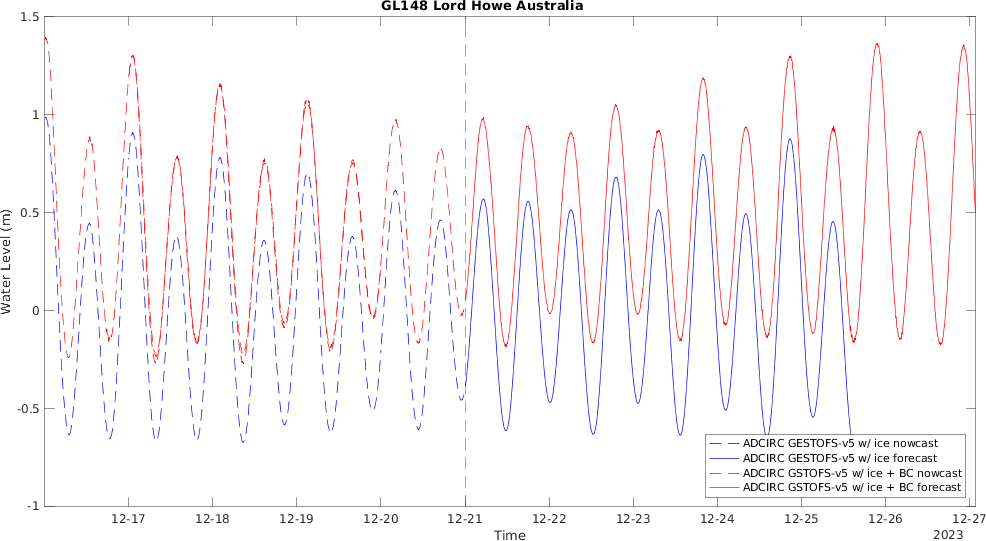 GL148 Lord Howe Australia
1.5
1
0.5
0
-0.5
-1
Water Level (m)
12-17
12-18
12-19
12-20
12-21
12-22
12-23
12-24
12-25
12-26
12-27
Time
2023
ADCIRC GESTOFS-v5 w/ ice nowcast
ADCIRC GESTOFS-v5 w/ ice forecast
ADCIRC GSTOFS-v5 w/ ice + BC nowcast
ADCIRC GSTOFS-v5 w/ ice + BC forecast